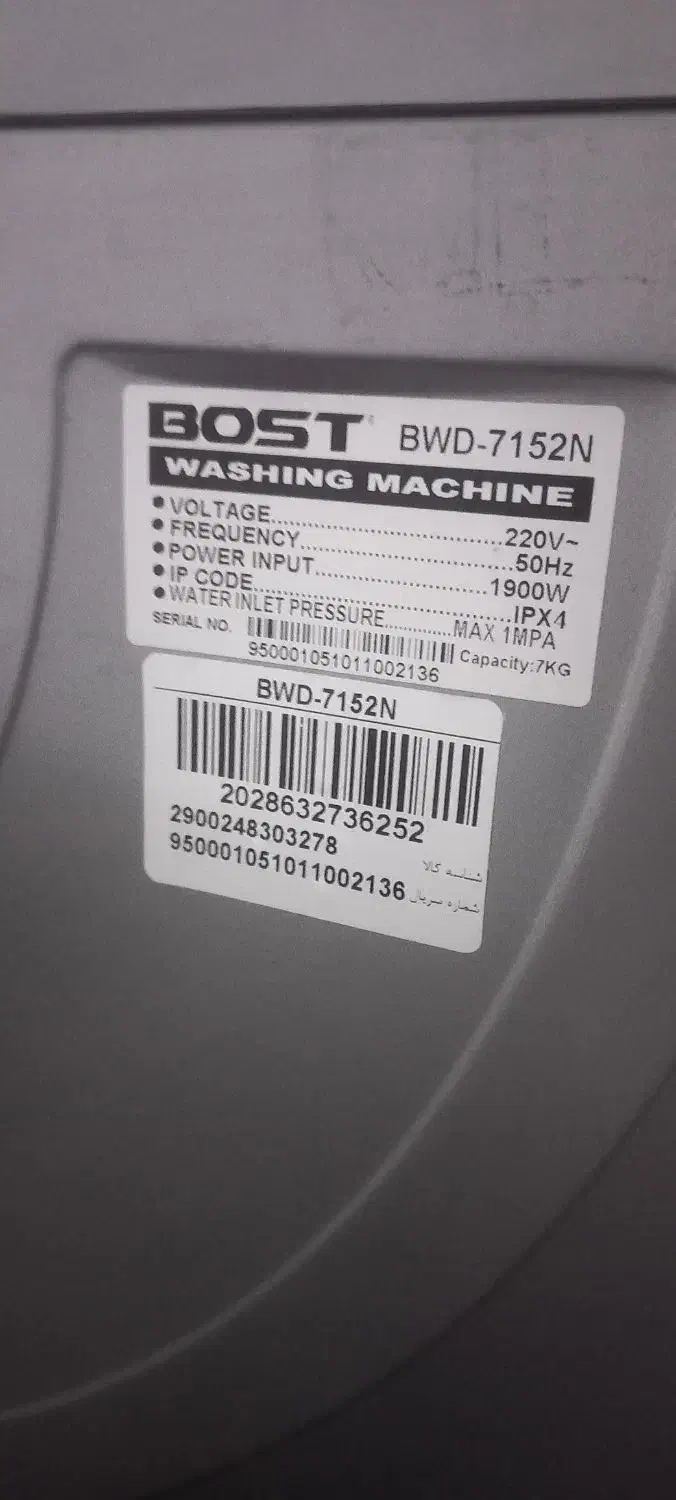 BOST BWD-7152N
WASHING MACHINE
• VOLTAGE..............................220V~
• FREQUENCY..............................50Hz
• POWER INPUT..............................1900W
• IP CODE..............................IPX4
• WATER INLET PRESSURE............MAX 1MPA
SERIAL NO.
950001051011002136 Capacity:7KG
BWD-7152N
2028632736252
2900248303278 شناسه کالا
950001051011002136 شماره سریال